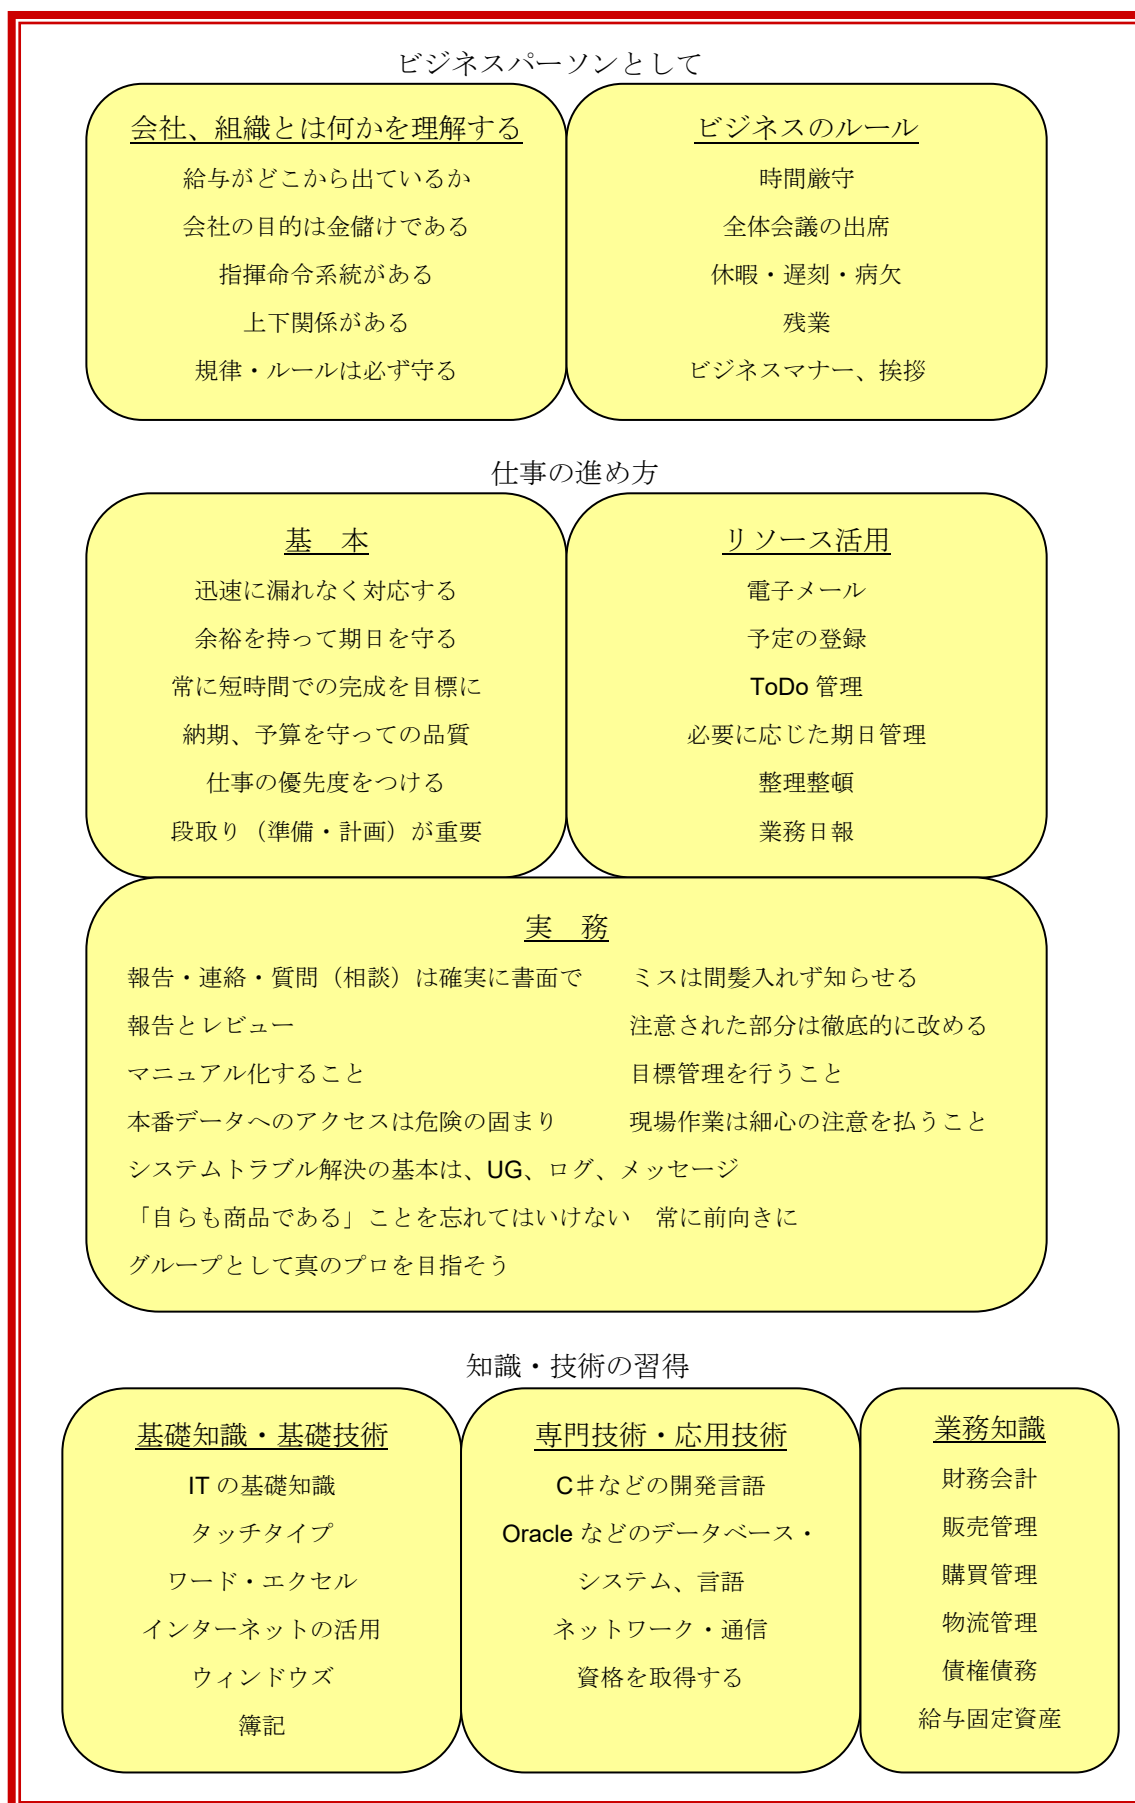 ビジネスパーソンとして
会社、組織とは何かを理解する
給与がどこから出ているか
会社の目的は金儲けである
指揮命令系統がある
上下関係がある
規律・ルールは必ず守る
ビジネスのルール
時間厳守
全体会議の出席
休暇・遅刻・病欠
残業
ビジネスマナー、挨拶
仕事の進め方
基　本
迅速に漏れなく対応する
余裕を持って期日を守る
常に短時間での完成を目標に
納期、予算を守っての品質
仕事の優先度をつける
段取り（準備・計画）が重要
リソース活用
電子メール
予定の登録
ToDo 管理
必要に応じた期日管理
整理整頓
業務日報
実　務
報告・連絡・質問（相談）は確実に書面で　　ミスは間髪入れず知らせる
報告とレビュー　　注意された部分は徹底的に改める
マニュアル化すること　　目標管理を行うこと
本番データへのアクセスは危険の固まり　　現場作業は細心の注意を払うこと
システムトラブル解決の基本は、UG、ログ、メッセージ
「自らも商品である」ことを忘れてはいけない　常に前向きに
グループとして真のプロを目指そう
知識・技術の習得
基礎知識・基礎技術
IT の基礎知識
タッチタイプ
ワード・エクセル
インターネットの活用
ウィンドウズ
簿記
専門技術・応用技術
C＃などの開発言語
Oracle などのデータベース・
システム、言語
ネットワーク・通信
資格を取得する
業務知識
財務会計
販売管理
購買管理
物流管理
債権債務
給与固定資産